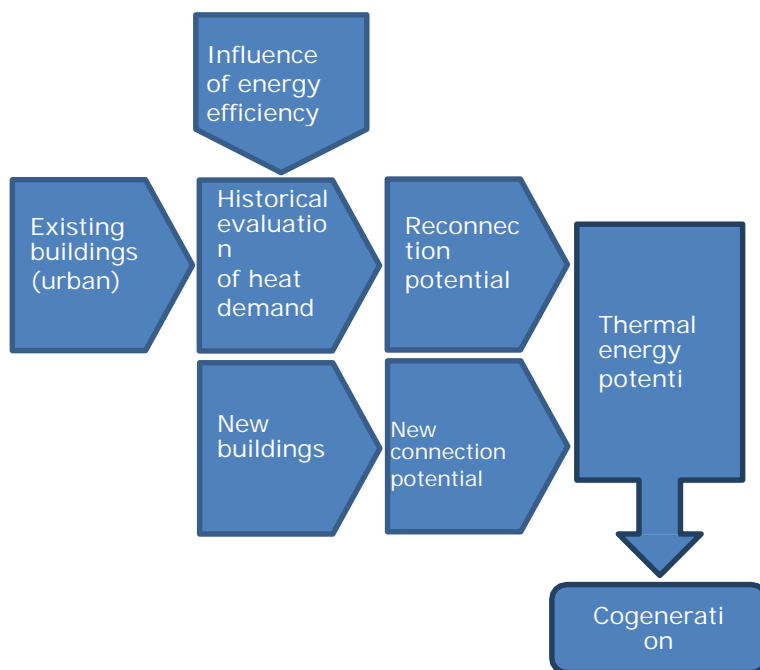 Influence
of energy
efficiency
Existing
buildings
(urban)
Historical
evaluatio
n
of heat
demand
Reconnec
tion
potential
Thermal
energy
potenti
New
buildings
New
connection
potential
Cogenerati
on